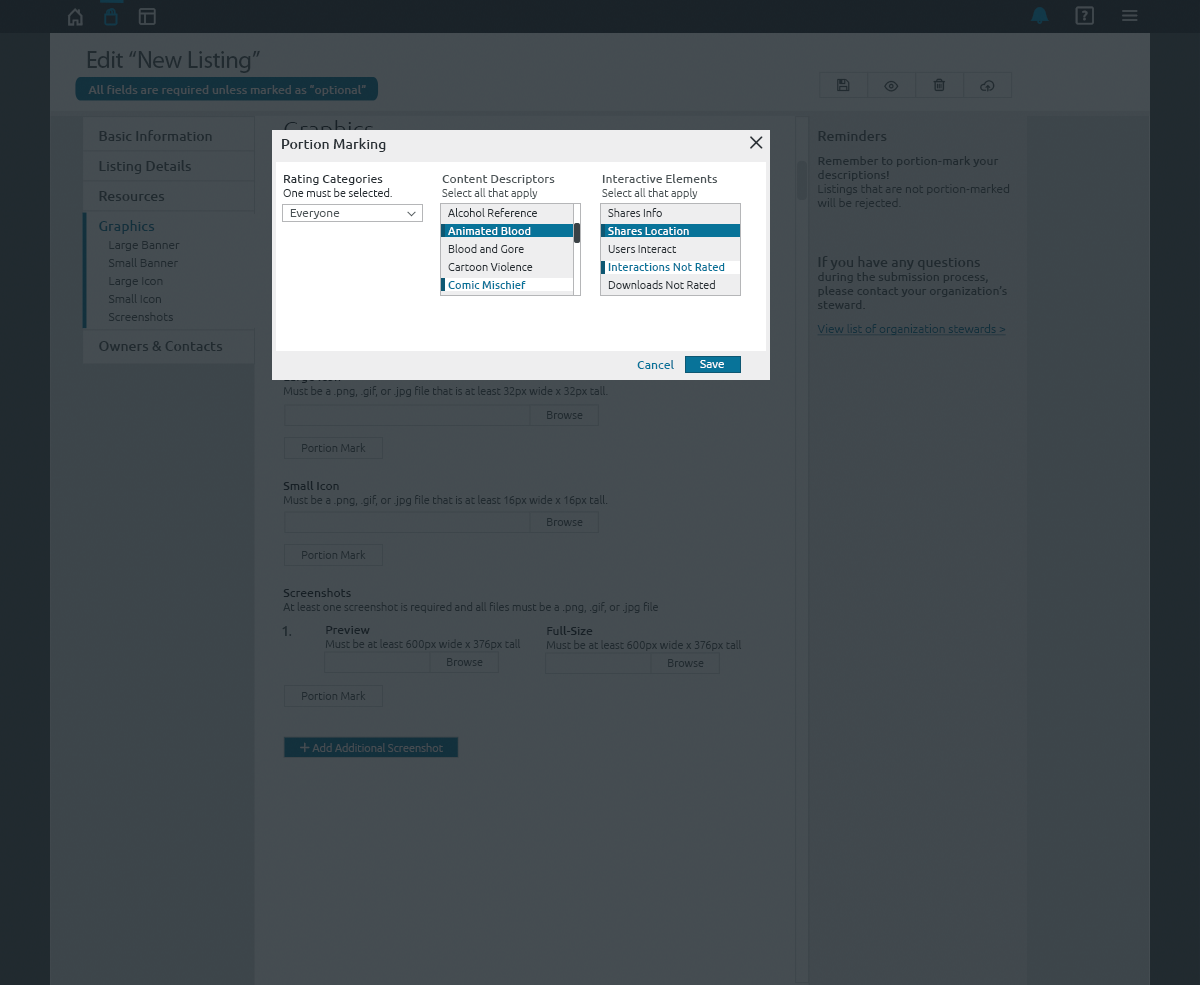 Edit “New Listing”
All fields are required unless marked as "optional"
Basic Information
Listing Details
Resources
Graphics
Large Banner
Small Banner
Large icon
Small icon
Screenshots
Owners & Contacts
Graphics
Portion Marking
Rating Categories
One must be selected.
Everyone
Content Descriptors
Select all that apply
Alcohol Reference
Animated Blood
Blood and Gore
Cartoon Violence
Comic Mischief
Interactive Elements
Select all that apply
Shares Info
Shares Location
Users Interact
Interactions Not Rated
Downloads Not Rated
Cancel
Save
Large Icon
Must be a .png, .gif, or .jpg file that is at least 32px wide x 32px tall.
Browse
Portion Mark
Small Icon
Must be a .png, .gif, or .jpg file that is at least 16px wide x 16px tall.
Browse
Portion Mark
Screenshots
At least one screenshot is required and all files must be a .png, .gif, or .jpg file
1.
Preview
Must be at least 600px wide x 376px tall
Browse
Full-Size
Must be at least 600px wide x 376px tall
Browse
Portion Mark
+ Add Additional Screenshot
Reminders
Remember to portion-mark your
descriptions!
Listings that are not portion-marked
will be rejected.
If you have any questions
during the submission process,
please contact your organization's
steward.
View list of organization stewards >